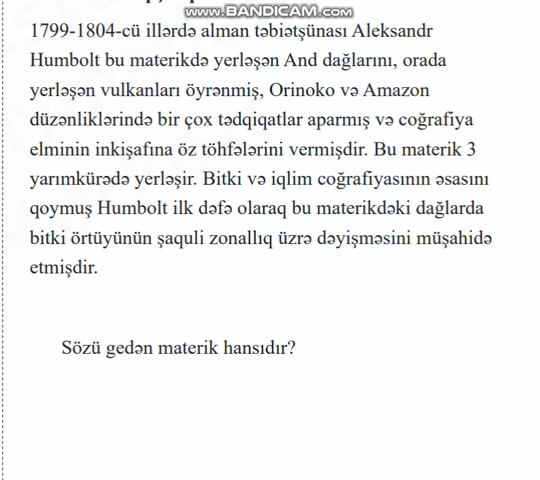 www.BANDICAM.com
1799-1804-cü illərdə alman təbiətşünası Aleksandr
Humbolt bu materikdə yerləşən And dağlarını, orada
yerləşən vulkanları öyrənmiş, Orinoko və Amazon
düzənliklərində bir çox tədqiqatlar aparmış və coğrafiya
elminin inkişafına öz töhfələrini vermişdir. Bu materik 3
yarımkürədə yerləşir. Bitki və iqlim coğrafiyasının əsasını
qoymuş Humbolt ilk dəfə olaraq bu materikdəki dağlarda
bitki örtüyünün şaquli zonallıq üzrə dəyişməsini müşahidə
etmişdir.
Sözü gedən materik hansıdır?